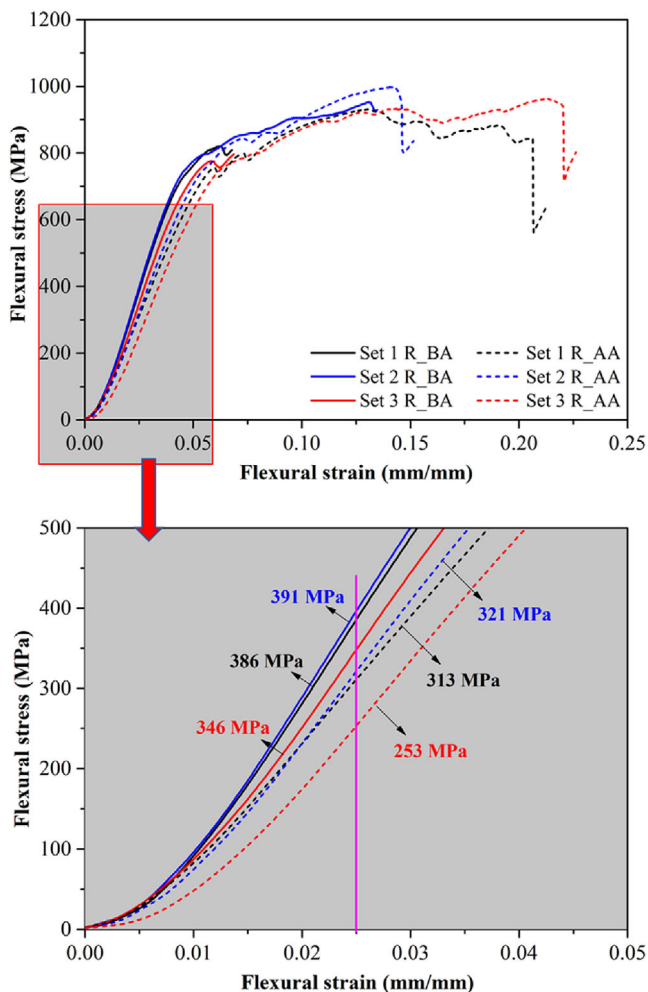 1200
1000
800
600
400
200
0
Flexural stress (MPa)
Set 1 R_BA
Set 1 R_AA
Set 2 R_BA
Set 2 R_AA
Set 3 R_BA
Set 3 R_AA
0.00 0.05 0.10 0.15 0.20 0.25
Flexural strain (mm/mm)
500
400
300
200
100
0
Flexural stress (MPa)
391 MPa
321 MPa
386 MPa
313 MPa
346 MPa
253 MPa
0.00 0.01 0.02 0.03 0.04 0.05
Flexural strain (mm/mm)